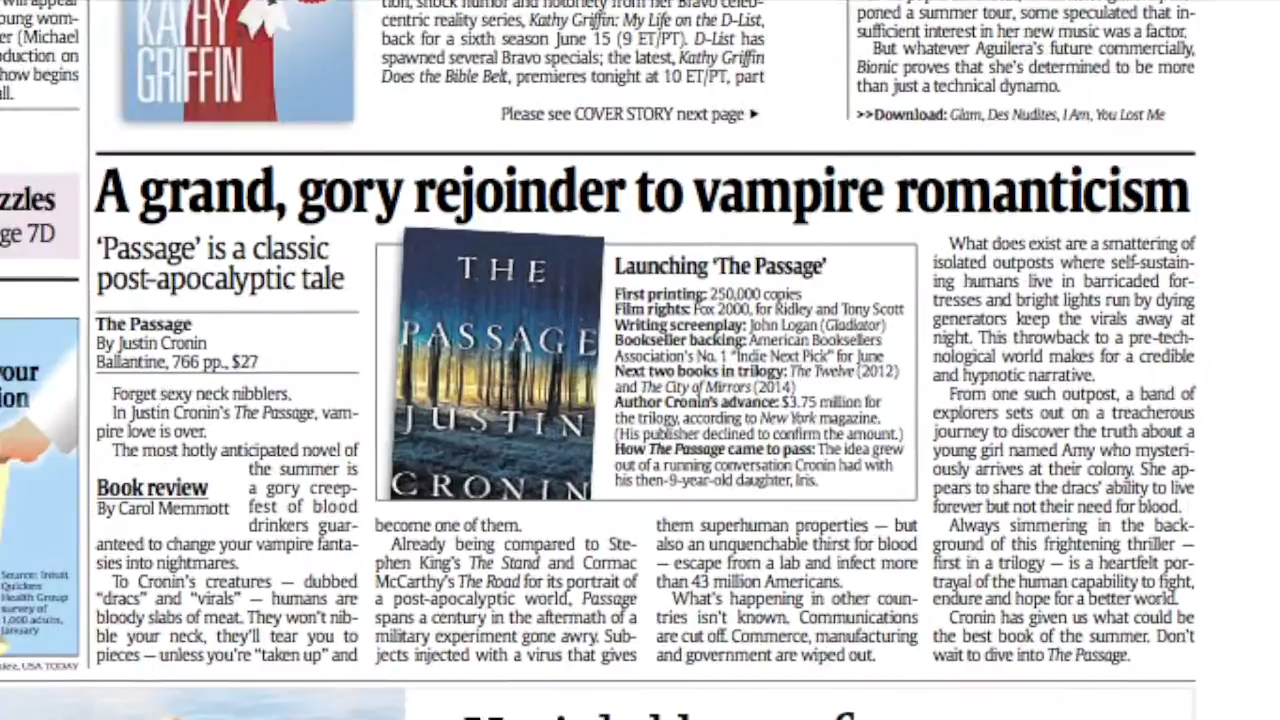 will appear
oung wom-
er (Michael
oduction on
how begins
ll.
zzles
ge 7D
your
ion
Source: Intuit
Quicken
Health Group
survey of
1,000 adults,
January
USA TODAY
KATHY
GRIFFIN
tion, shock humor and notoriety from her Bravo celeb-
centric reality series, Kathy Griffin: My Life on the D-List,
back for a sixth season June 15 (9 ET/PT). D-List has
spawned several Bravo specials; the latest, Kathy Griffin
Does the Bible Belt, premieres tonight at 10 ET/PT, part
Please see COVER STORY next page ►
poned a summer tour, some speculated that in-
sufficient interest in her new music was a factor.
But whatever Aguilera's future commercially,
Bionic proves that she's determined to be more
than just a technical dynamo.
>>Download: Glam, Des Nudites, I Am, You Lost Me
A grand, gory rejoinder to vampire romanticism
'Passage' is a classic
post-apocalyptic tale
The Passage
By Justin Cronin
Ballantine, 766 pp., $27
Forget sexy neck nibblers.
In Justin Cronin's The Passage, vam-
pire love is over.
The most hotly anticipated novel of
the summer is
a gory creep-
fest of blood
drinkers guar-
Book review
By Carol Memmott
anteed to change your vampire fanta-
sies into nightmares.
To Cronin's creatures — dubbed
"dracs" and "virals" — humans are
bloody slabs of meat. They won't nib-
ble your neck, they'll tear you to
pieces — unless you're "taken up" and
THE
PASSAGE
JUSTIN
CRONIN
Launching 'The Passage'
First printing: 250,000 copies
Film rights: Fox 2000, for Ridley and Tony Scott
Writing screenplay: John Logan (Gladiator)
Bookseller backing: American Booksellers
Association's No. 1 "Indie Next Pick" for June
Next two books in trilogy: The Twelve (2012)
and The City of Mirrors (2014)
Author Cronin's advance: $3.75 million for
the trilogy, according to New York magazine.
(His publisher declined to confirm the amount.)
How The Passage came to pass: The idea grew
out of a running conversation Cronin had with
his then-9-year-old daughter, Iris.
become one of them.
Already being compared to Ste-
phen King's The Stand and Cormac
McCarthy's The Road for its portrait of
a post-apocalyptic world, Passage
spans a century in the aftermath of a
military experiment gone awry. Sub-
jects injected with a virus that gives
them superhuman properties — but
also an unquenchable thirst for blood
— escape from a lab and infect more
than 43 million Americans.
What's happening in other coun-
tries isn't known. Communications
are cut off. Commerce, manufacturing
and government are wiped out.
What does exist are a smattering of
isolated outposts where self-sustain-
ing humans live in barricaded for-
tresses and bright lights run by dying
generators keep the virals away at
night. This throwback to a pre-tech-
nological world makes for a credible
and hypnotic narrative.
From one such outpost, a band of
explorers sets out on a treacherous
journey to discover the truth about a
young girl named Amy who mysteri-
ously arrives at their colony. She ap-
pears to share the dracs' ability to live
forever but not their need for blood.
Always simmering in the back-
ground of this frightening thriller —
first in a trilogy — is a heartfelt por-
trayal of the human capability to fight,
endure and hope for a better world.
Cronin has given us what could be
the best book of the summer. Don't
wait to dive into The Passage.